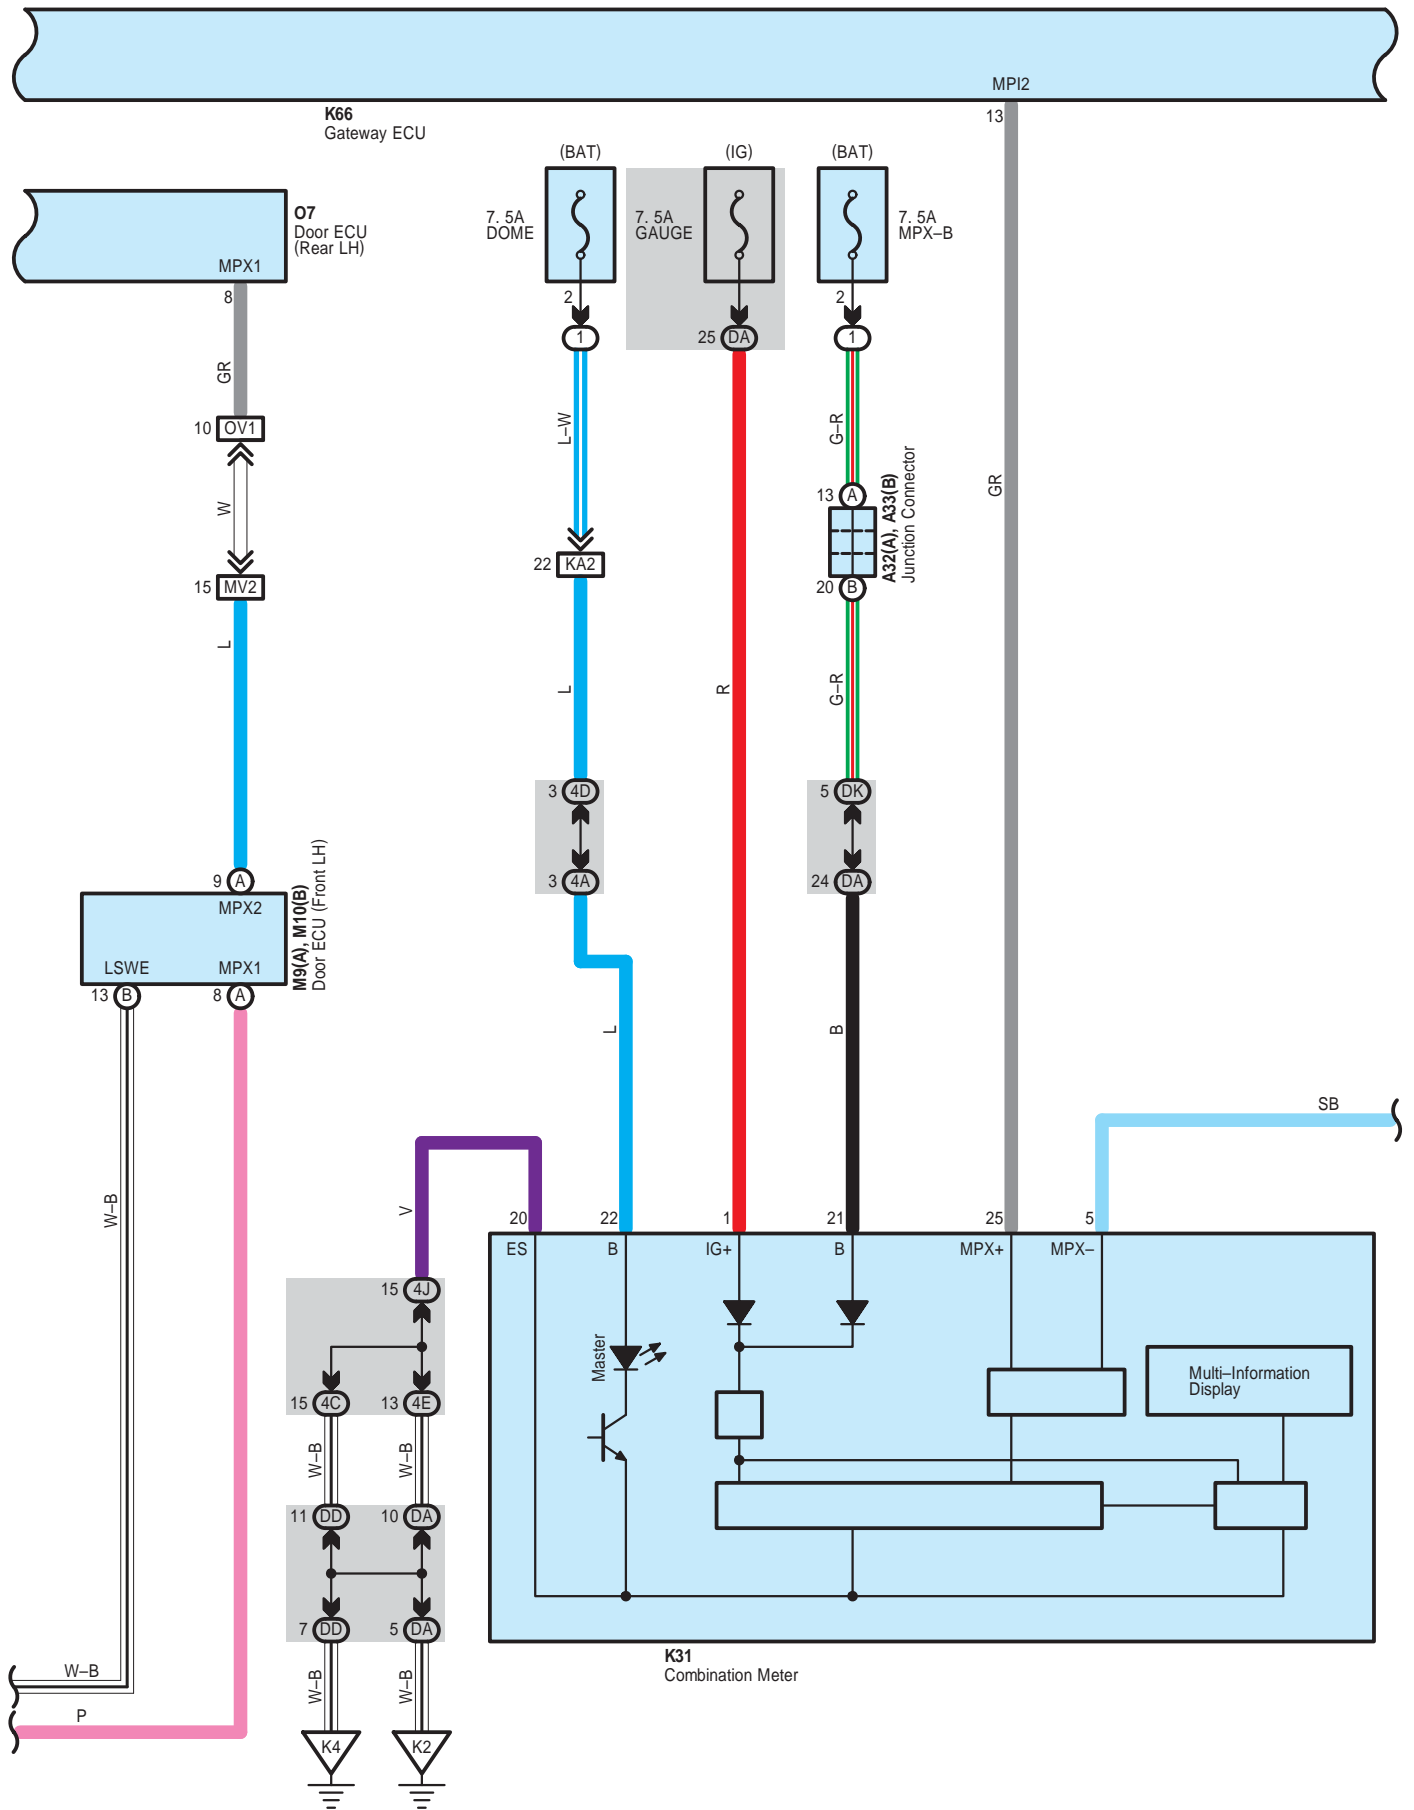 MPI2
13
K66
Gateway ECU
(BAT)
(IG)
(BAT)
7. 5A
DOME
7. 5A
GAUGE
7. 5A
MPX–B
O7
Door ECU
(Rear LH)
MPX1
8
2
2
1
25 DA
1
GR
L–W
G–R
10 OV1
W
13 A
A32(A), A33(B)
Junction Connector
GR
22 KA2
15 MV2
20 B
L
L
R
G–R
3 4D
5 DK
3 4A
24 DA
9 A
MPX2
M9(A), M10(B)
Door ECU (Front LH)
LSWE
MPX1
13 B
8 A
L
B
SB
W–B
V
20
22
1
21
25
5
ES
B
IG+
B
MPX+
MPX–
15 4J
Master
Multi–Information
Display
15 4C
13 4E
W–B
W–B
11 DD
10 DA
7 DD
5 DA
K31
Combination Meter
W–B
W–B
W–B
P
K4
K2